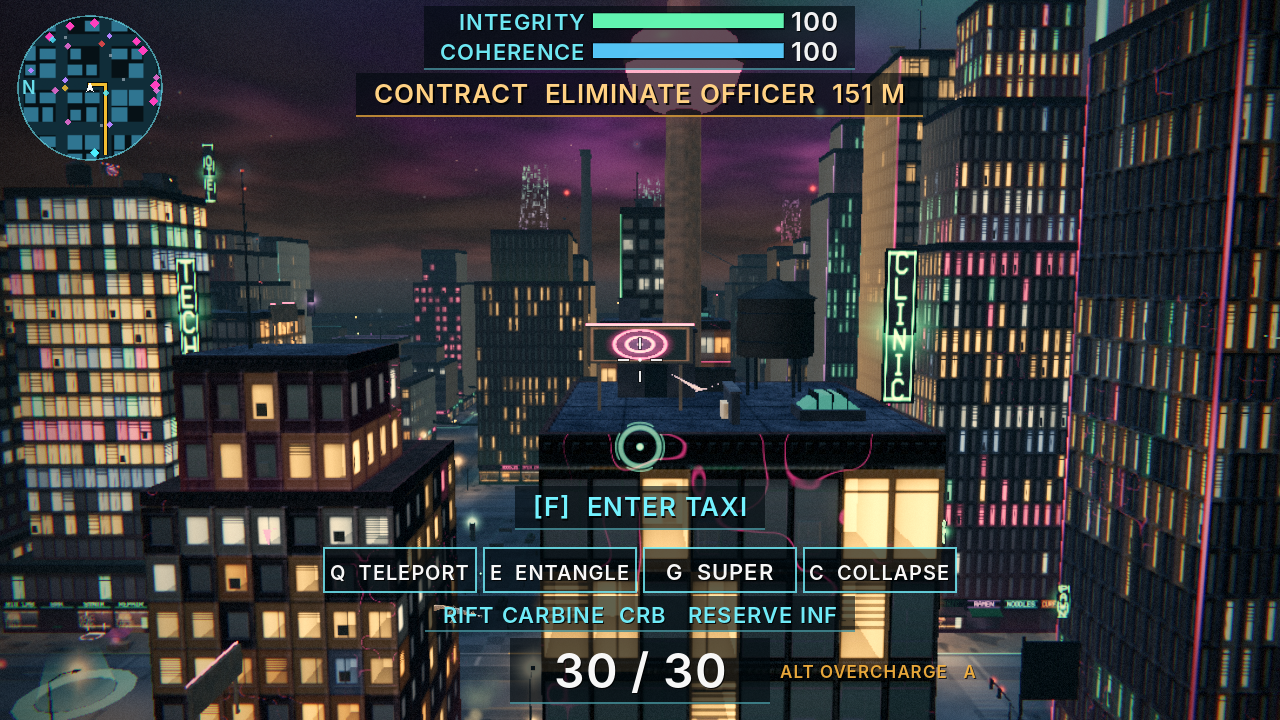 INTEGRITY 100
COHERENCE 100
CONTRACT ELIMINATE OFFICER 151 M
N
TECH
CLINIC
[F] ENTER TAXI
Q TELEPORT
E ENTANGLE
G SUPER
C COLLAPSE
RAMEN NOODLES
RIFT CARBINE CRB RESERVE INF
30 / 30
ALT OVERCHARGE A